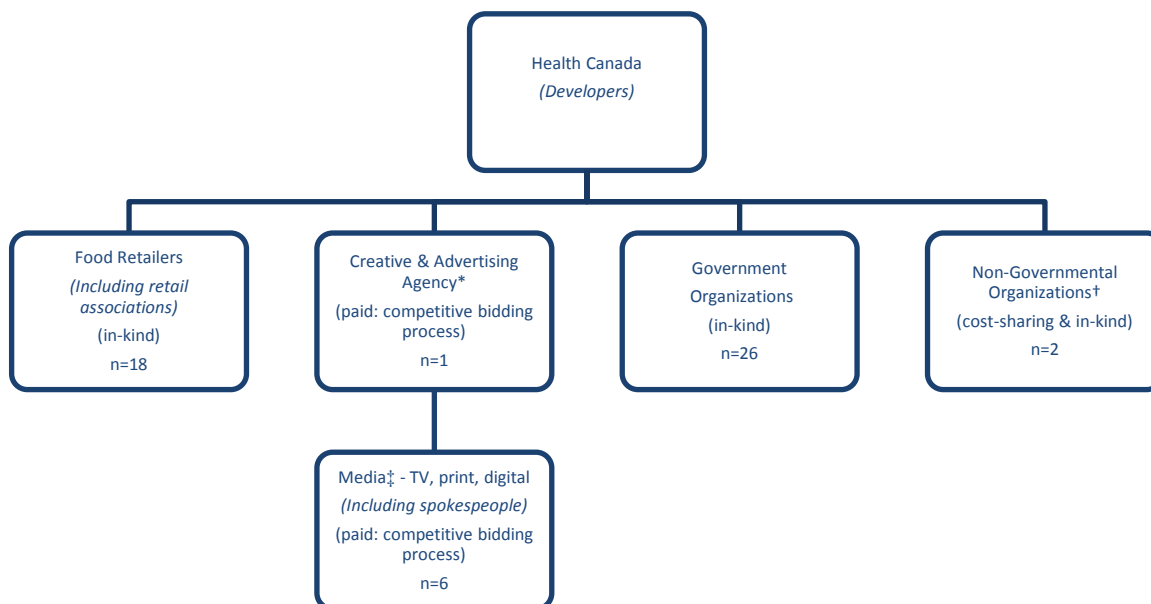 Health Canada
(Developers)
Food Retailers
(Including retail
associations)
(in-kind)
n=18
Creative & Advertising
Agency*
(paid: competitive bidding
process)
n=1
Government
Organizations
(in-kind)
n=26
Non-Governmental
Organizations†
(cost-sharing & in-kind)
n=2
Media‡ - TV, print, digital
(Including spokespeople)
(paid: competitive bidding
process)
n=6